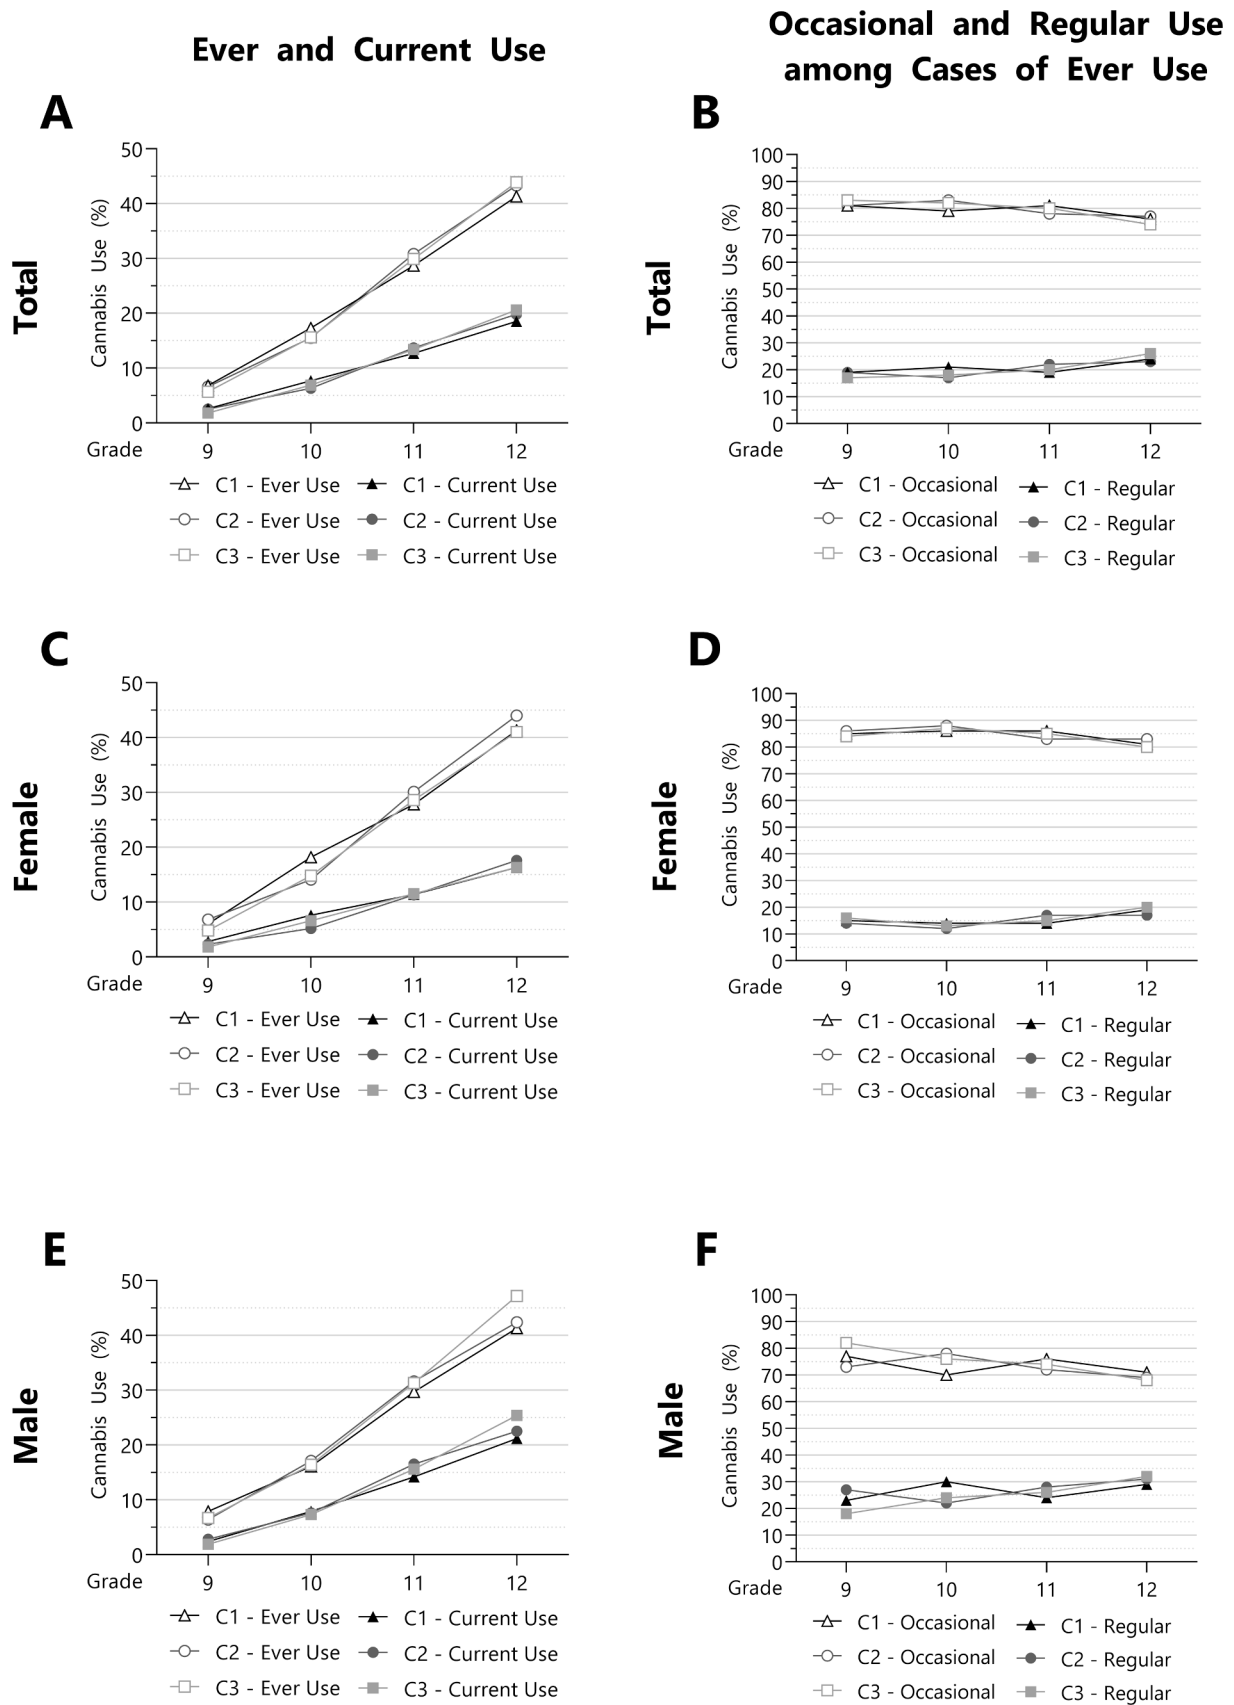 Ever and Current Use
Occasional and Regular Use
among Cases of Ever Use
A
Total
Cannabis Use (%)
50
40
30
20
10
0
Grade
9 10 11 12
C1 - Ever Use C1 - Current Use
C2 - Ever Use C2 - Current Use
C3 - Ever Use C3 - Current Use
B
Total
Cannabis Use (%)
100
90
80
70
60
50
40
30
20
10
0
Grade
9 10 11 12
C1 - Occasional C1 - Regular
C2 - Occasional C2 - Regular
C3 - Occasional C3 - Regular
C
Female
Cannabis Use (%)
50
40
30
20
10
0
Grade
9 10 11 12
C1 - Ever Use C1 - Current Use
C2 - Ever Use C2 - Current Use
C3 - Ever Use C3 - Current Use
D
Female
Cannabis Use (%)
100
90
80
70
60
50
40
30
20
10
0
Grade
9 10 11 12
C1 - Occasional C1 - Regular
C2 - Occasional C2 - Regular
C3 - Occasional C3 - Regular
E
Male
Cannabis Use (%)
50
40
30
20
10
0
Grade
9 10 11 12
C1 - Ever Use C1 - Current Use
C2 - Ever Use C2 - Current Use
C3 - Ever Use C3 - Current Use
F
Male
Cannabis Use (%)
100
90
80
70
60
50
40
30
20
10
0
Grade
9 10 11 12
C1 - Occasional C1 - Regular
C2 - Occasional C2 - Regular
C3 - Occasional C3 - Regular